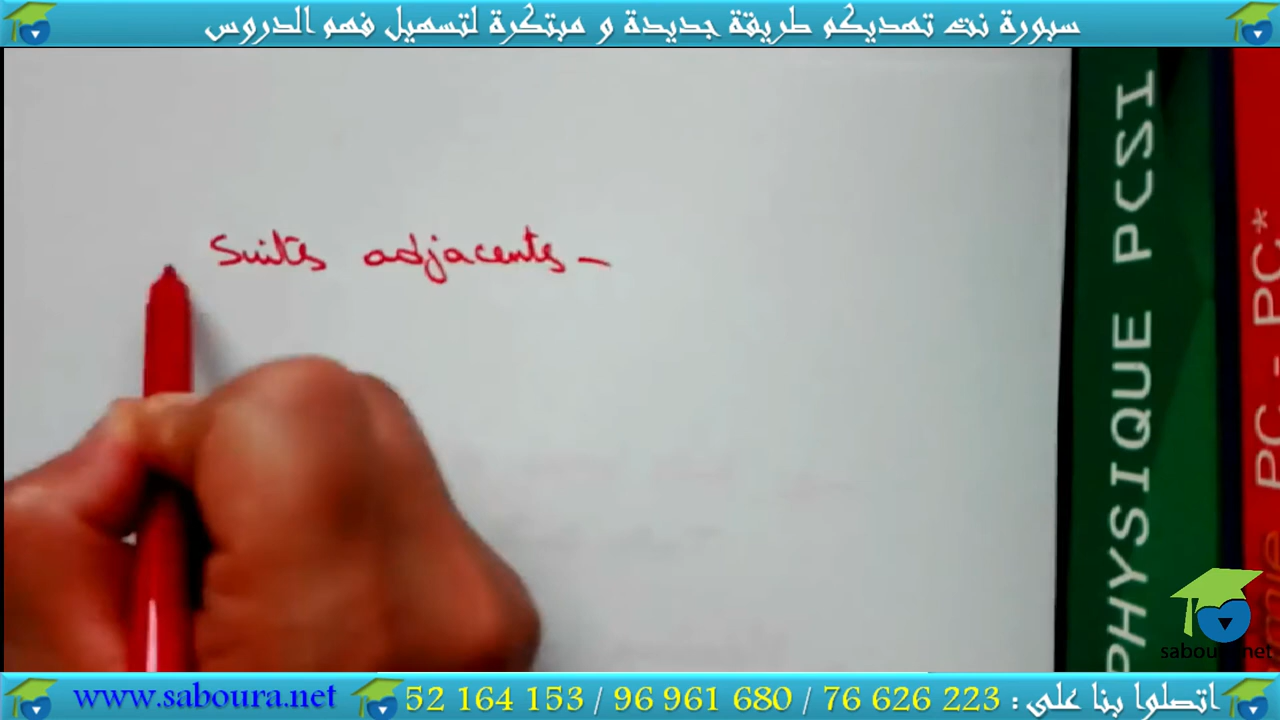 سبورة نت تهديكم طريقة جديدة و مبتكرة لتسهيل فهم الدروس
Suites adjacents -
PHYSIQUE PCSI
PC - PC*
saboura.net
www.saboura.net
52 164 153 / 96 961 680 / 76 626 223 : اتصلوا بنا على